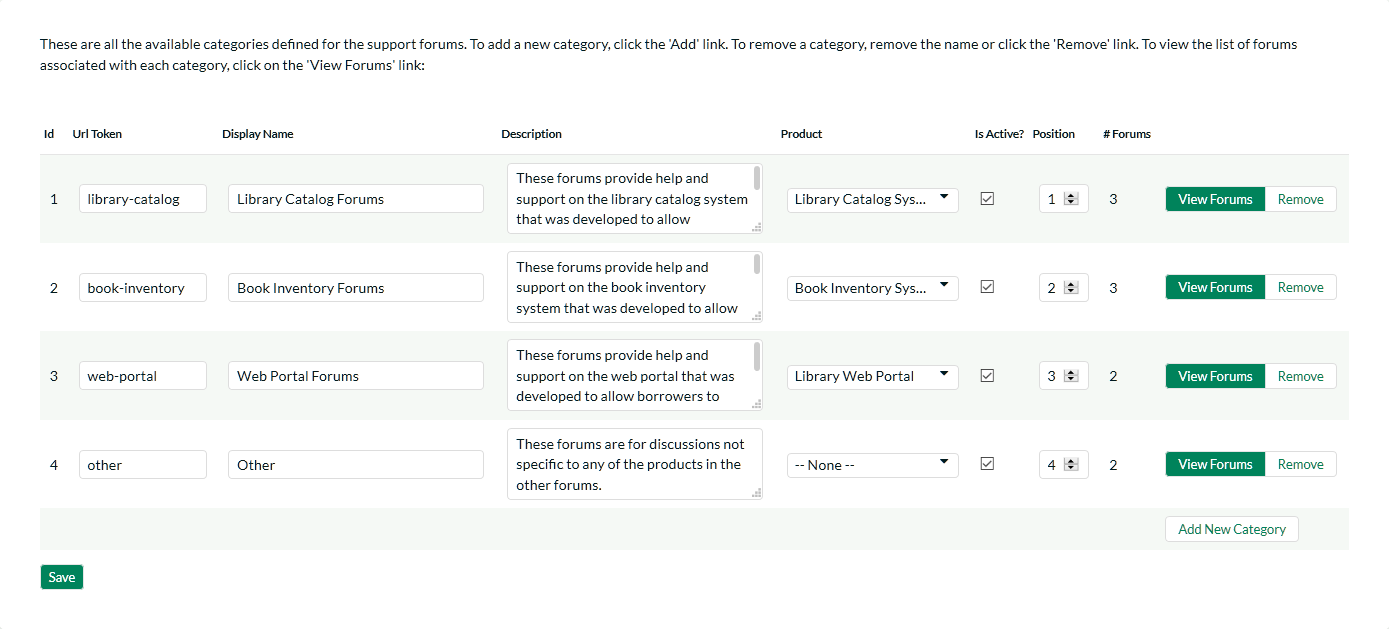 These are all the available categories defined for the support forums. To add a new category, click the 'Add' link. To remove a category, remove the name or click the 'Remove' link. To view the list of forums
associated with each category, click on the 'View Forums' link:
Id Url Token Display Name Description Product Is Active? Position # Forums
These forums provide help and
1 library-catalog Library Catalog Forums support on the library catalog system Library Catalog Sys... 1 3 View Forums Remove
that was developed to allow
These forums provide help and
2 book-inventory Book Inventory Forums support on the book inventory Book Inventory Sys... 2 3 View Forums Remove
system that was developed to allow
These forums provide help and
3 web-portal Web Portal Forums support on the web portal that was Library Web Portal 3 2 View Forums Remove
developed to allow borrowers to
These forums are for discussions not
4 other Other specific to any of the products in the -- None -- 4 2 View Forums Remove
other forums.
Add New Category
Save